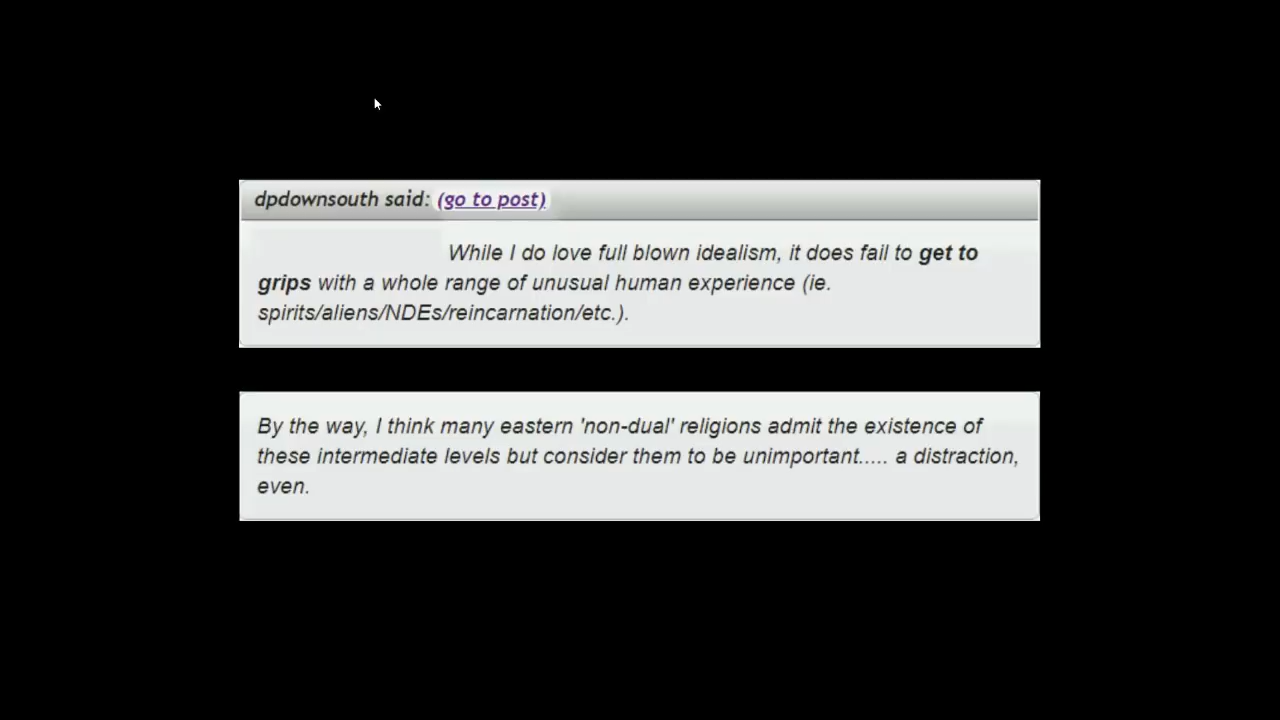 dpdownsouth said: (go to post)
While I do love full blown idealism, it does fail to get to
grips with a whole range of unusual human experience (ie.
spirits/aliens/NDEs/reincarnation/etc.).
By the way, I think many eastern 'non-dual' religions admit the existence of
these intermediate levels but consider them to be unimportant..... a distraction,
even.